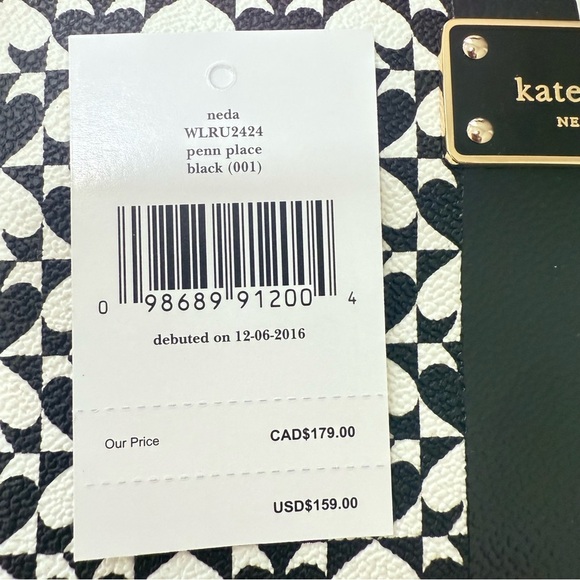 neda
WLRU2424
penn place
black (001)
0 98689 91200 4
debuted on 12-06-2016
Our Price CAD$179.00
USD$159.00
kate
NE